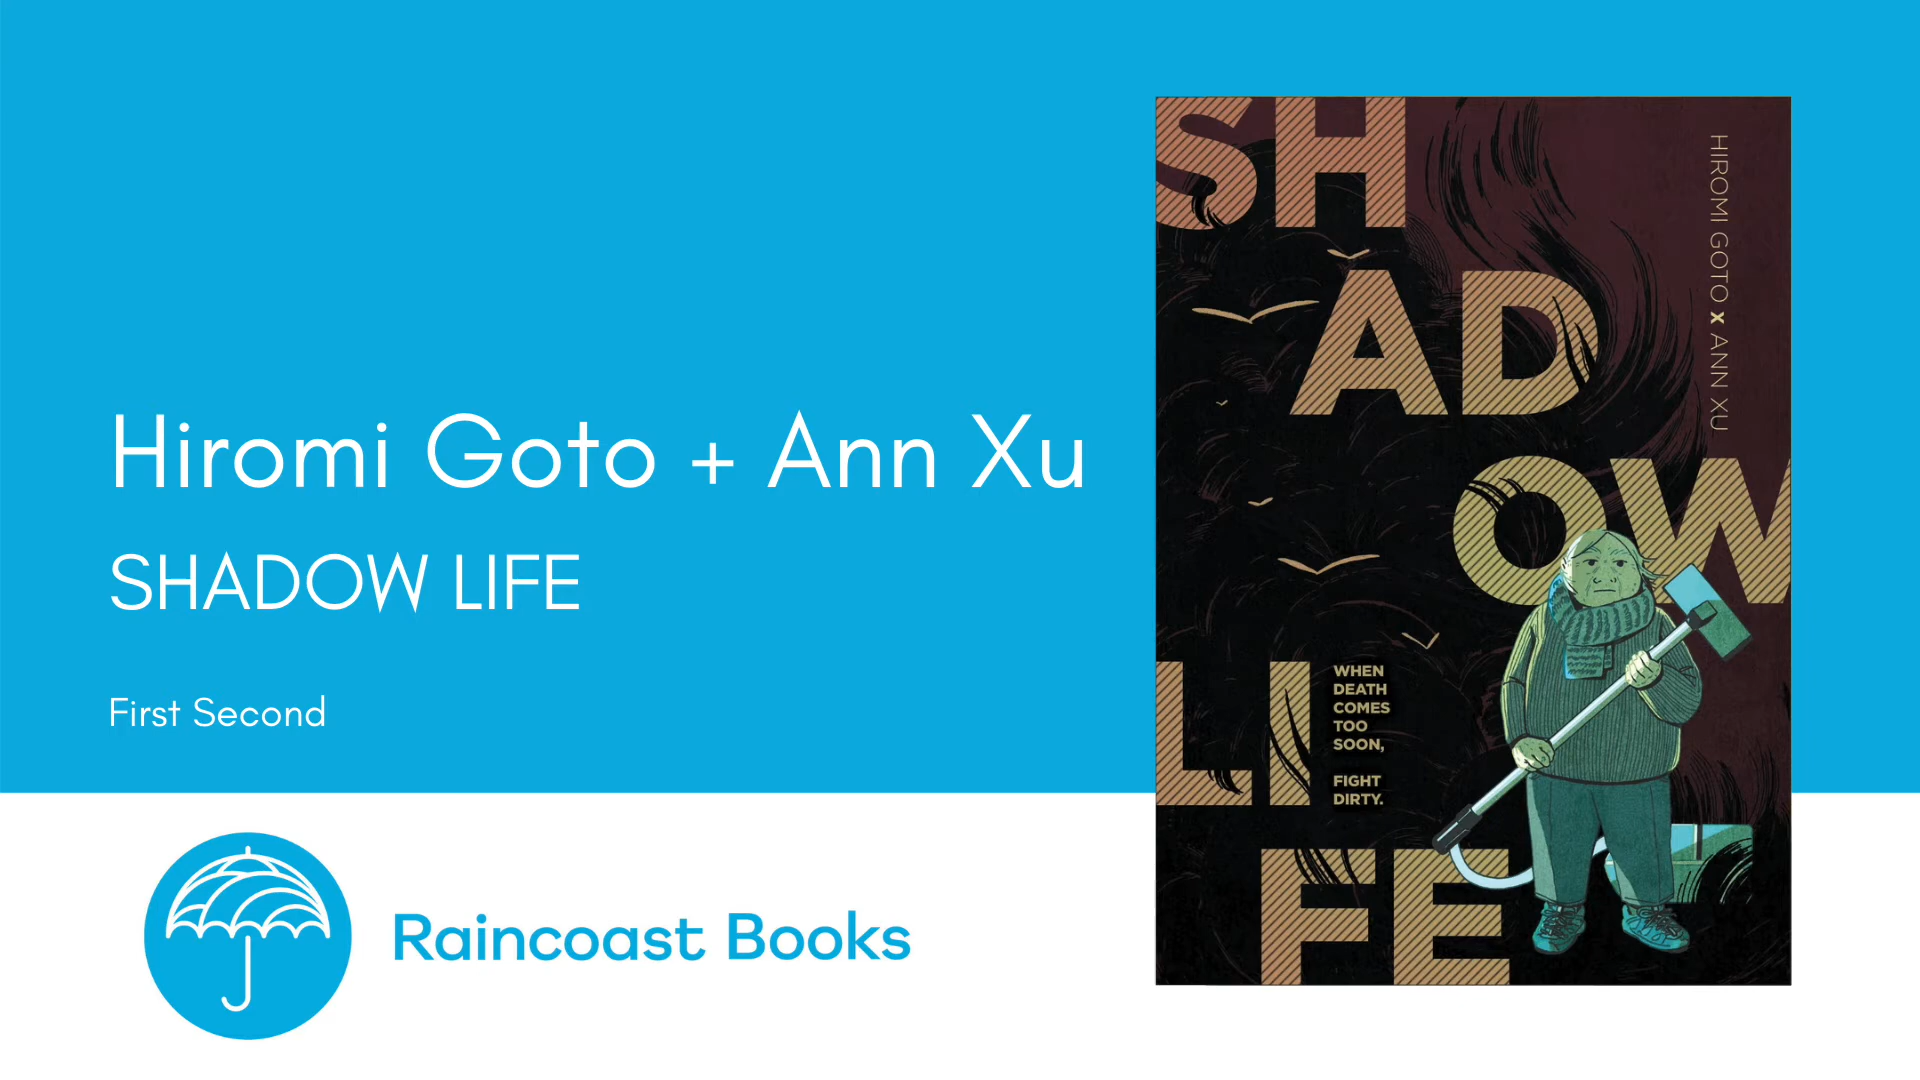 Hiromi Goto + Ann Xu
SHADOW LIFE
First Second
Raincoast Books
SH
AD
OW
LI
FE
HIROMI GOTO x ANN XU
WHEN
DEATH
COMES
TOO
SOON,
FIGHT
DIRTY.